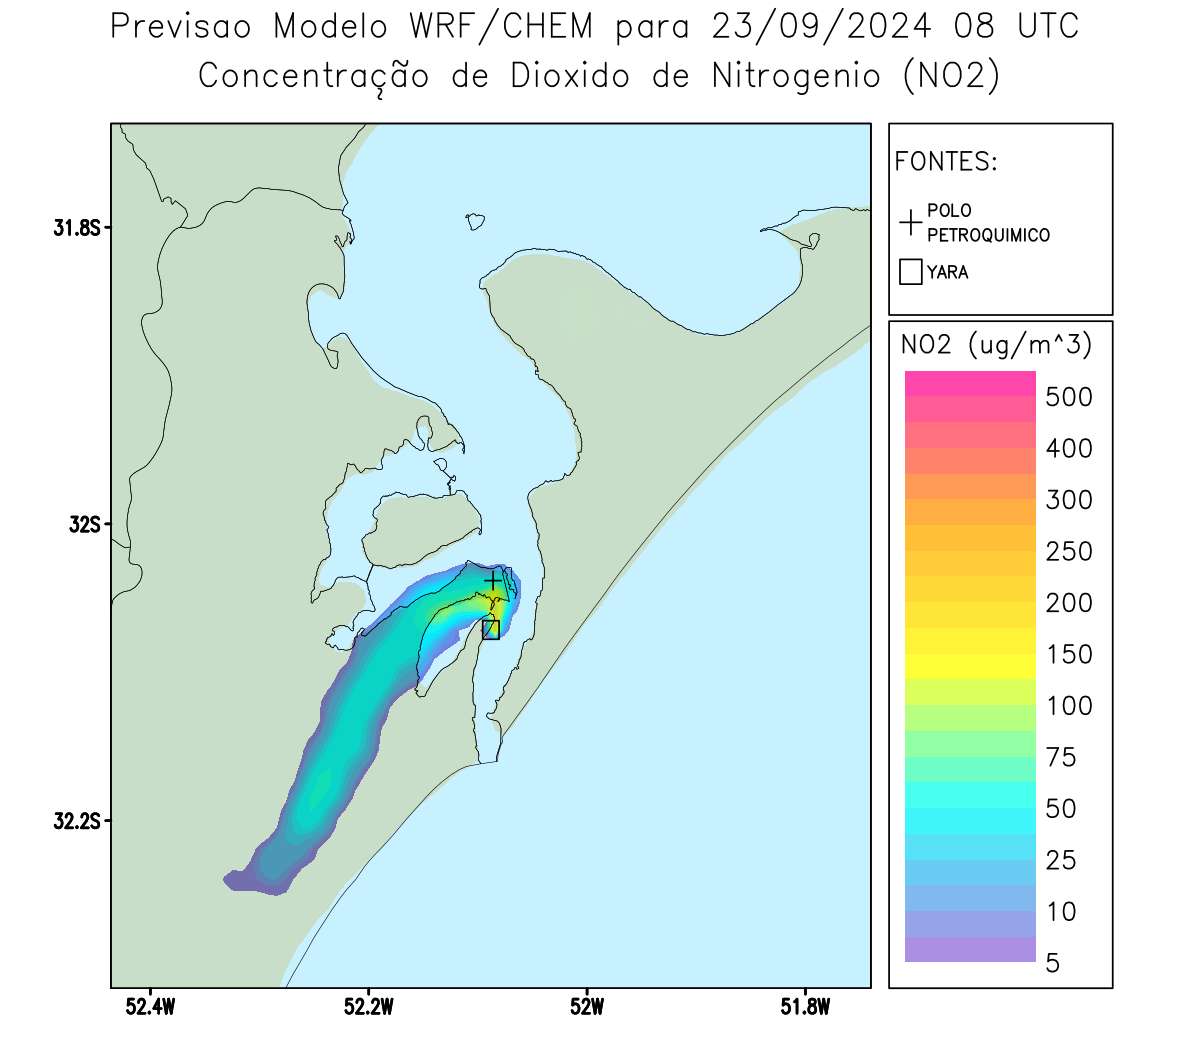 Previsao Modelo WRF/CHEM para 23/09/2024 08 UTC
Concentração de Dioxido de Nitrogenio (NO2)
FONTES:
POLO
PETROQUIMICO
YARA
NO2 (ug/m^3)
500
400
300
250
200
150
100
75
50
25
10
5
31.8S
32S
32.2S
52.4W
52.2W
52W
51.8W